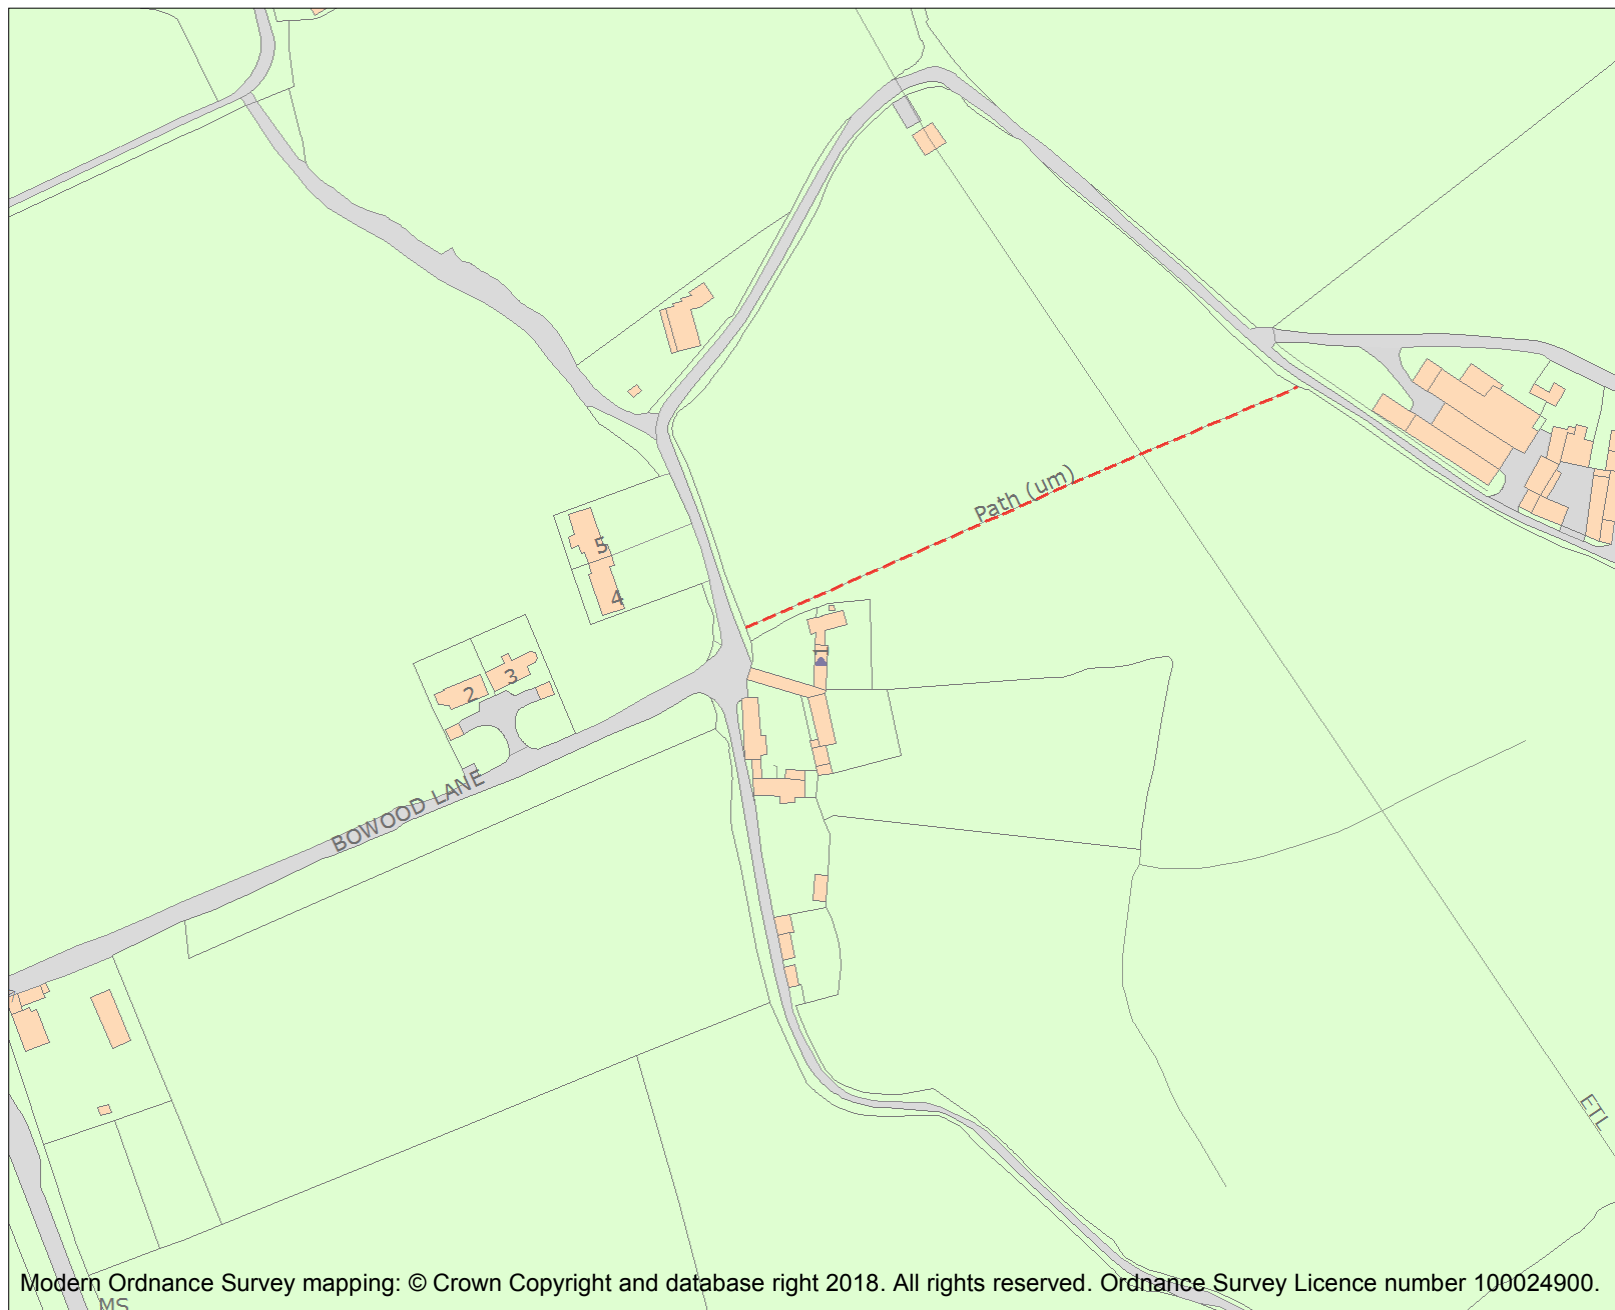 Path (um)
5
4
1
3
2
BOWOOD LANE
ETL
Modern Ordnance Survey mapping: © Crown Copyright and database right 2018. All rights reserved. Ordnance Survey Licence number 100024900.
MS